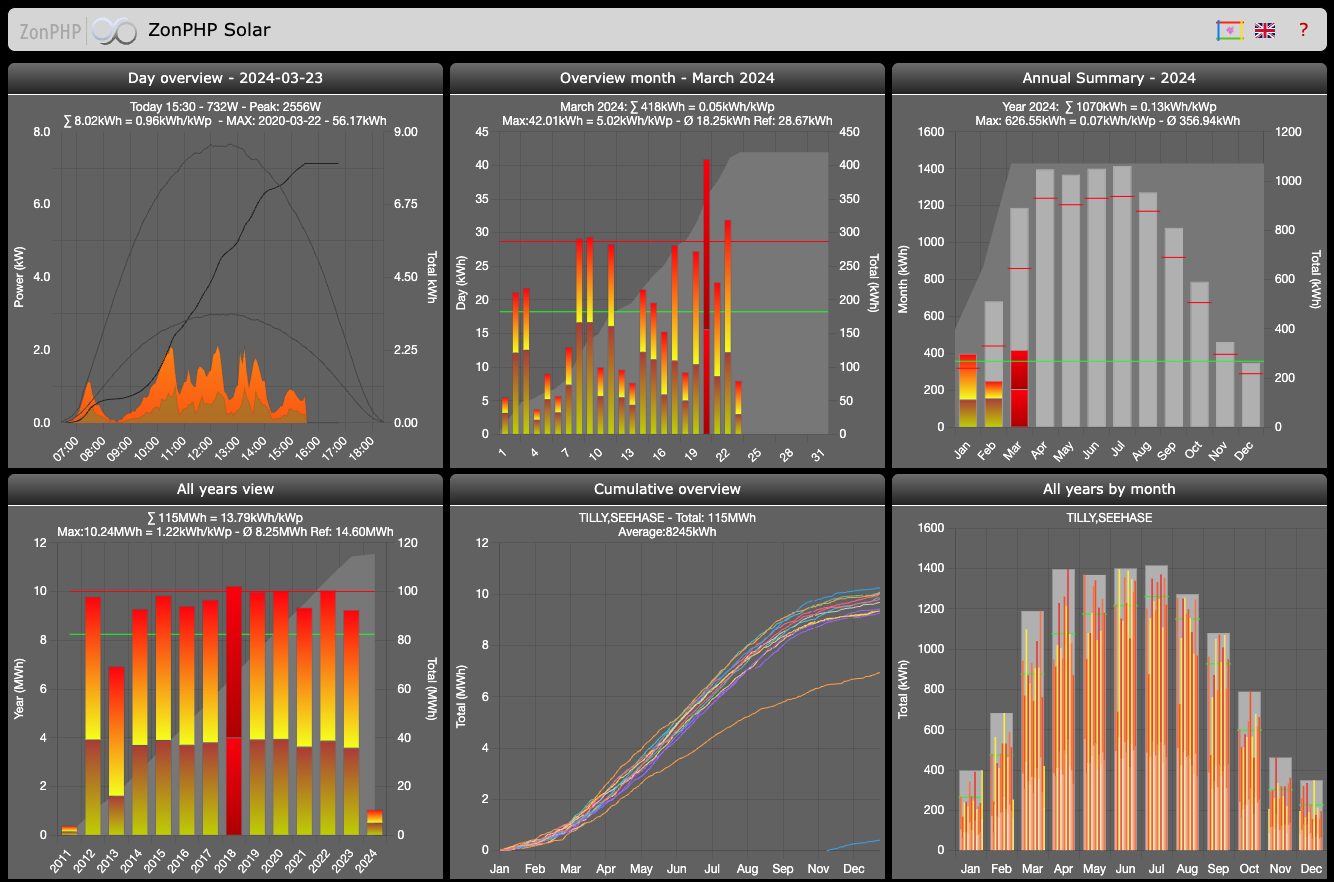 ZonPHP ZonPHP Solar ?
Day overview - 2024-03-23
Today 15:30 - 732W - Peak: 2556W
∑ 8.02kWh = 0.96kWh/kWp - MAX: 2020-03-22 - 56.17kWh
8.0 9.00
6.0 6.75
4.0 4.50
2.0 2.25
0.0 0.00
Power (kW)
Total kWh
07:00 08:00 09:00 10:00 11:00 12:00 13:00 14:00 15:00 16:00 17:00 18:00
Overview month - March 2024
March 2024: ∑ 418kWh = 0.05kWh/kWp
Max:42.01kWh = 5.02kWh/kWp - Ø 18.25kWh Ref: 28.67kWh
45 450
40 400
35 350
30 300
25 250
20 200
15 150
10 100
5 50
0 0
Day (kWh)
Total (kWh)
1 4 7 10 13 16 19 22 25 28 31
Annual Summary - 2024
Year 2024: ∑ 1070kWh = 0.13kWh/kWp
Max: 626.55kWh = 0.07kWh/kWp - Ø 356.94kWh
1600 1200
1400
1200 1000
1000 800
800 600
600 400
400
200 200
0 0
Month (kWh)
Total (kWh)
Jan Feb Mar Apr May Jun Jul Aug Sep Oct Nov Dec
All years view
∑ 115MWh = 13.79kWh/kWp
Max:10.24MWh = 1.22kWh/kWp - Ø 8.25MWh Ref: 14.60MWh
12 120
10 100
8 80
6 60
4 40
2 20
0 0
Year (MWh)
Total (MWh)
2011 2012 2013 2014 2015 2016 2017 2018 2019 2020 2021 2022 2023 2024
Cumulative overview
TILLY,SEEHASE - Total: 115MWh
Average:8245kWh
12
10
8
6
4
2
0
Total (MWh)
Jan Feb Mar Apr May Jun Jul Aug Sep Oct Nov Dec
All years by month
TILLY,SEEHASE
1600
1400
1200
1000
800
600
400
200
0
Total (kWh)
Jan Feb Mar Apr May Jun Jul Aug Sep Oct Nov Dec